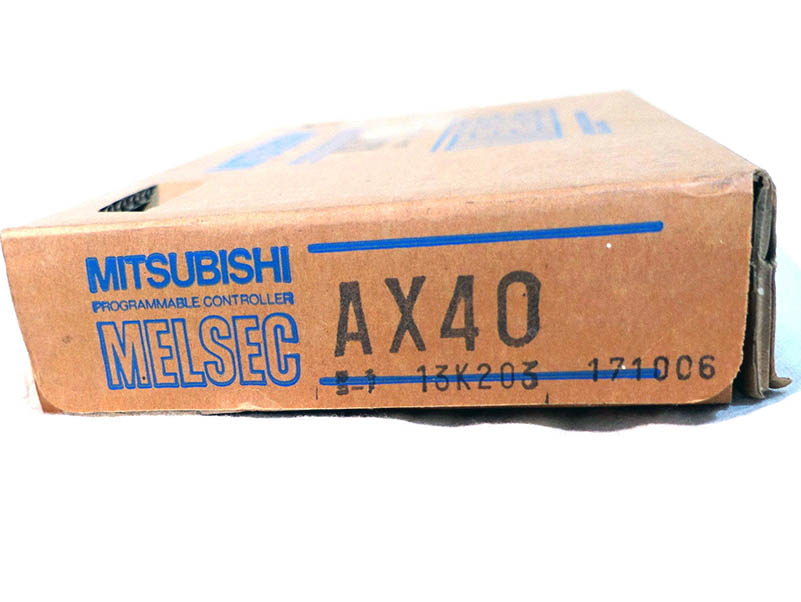 MITSUBISHI
PROGRAMMABLE CONTROLLER
MELSEC
AX40
13K203 171006